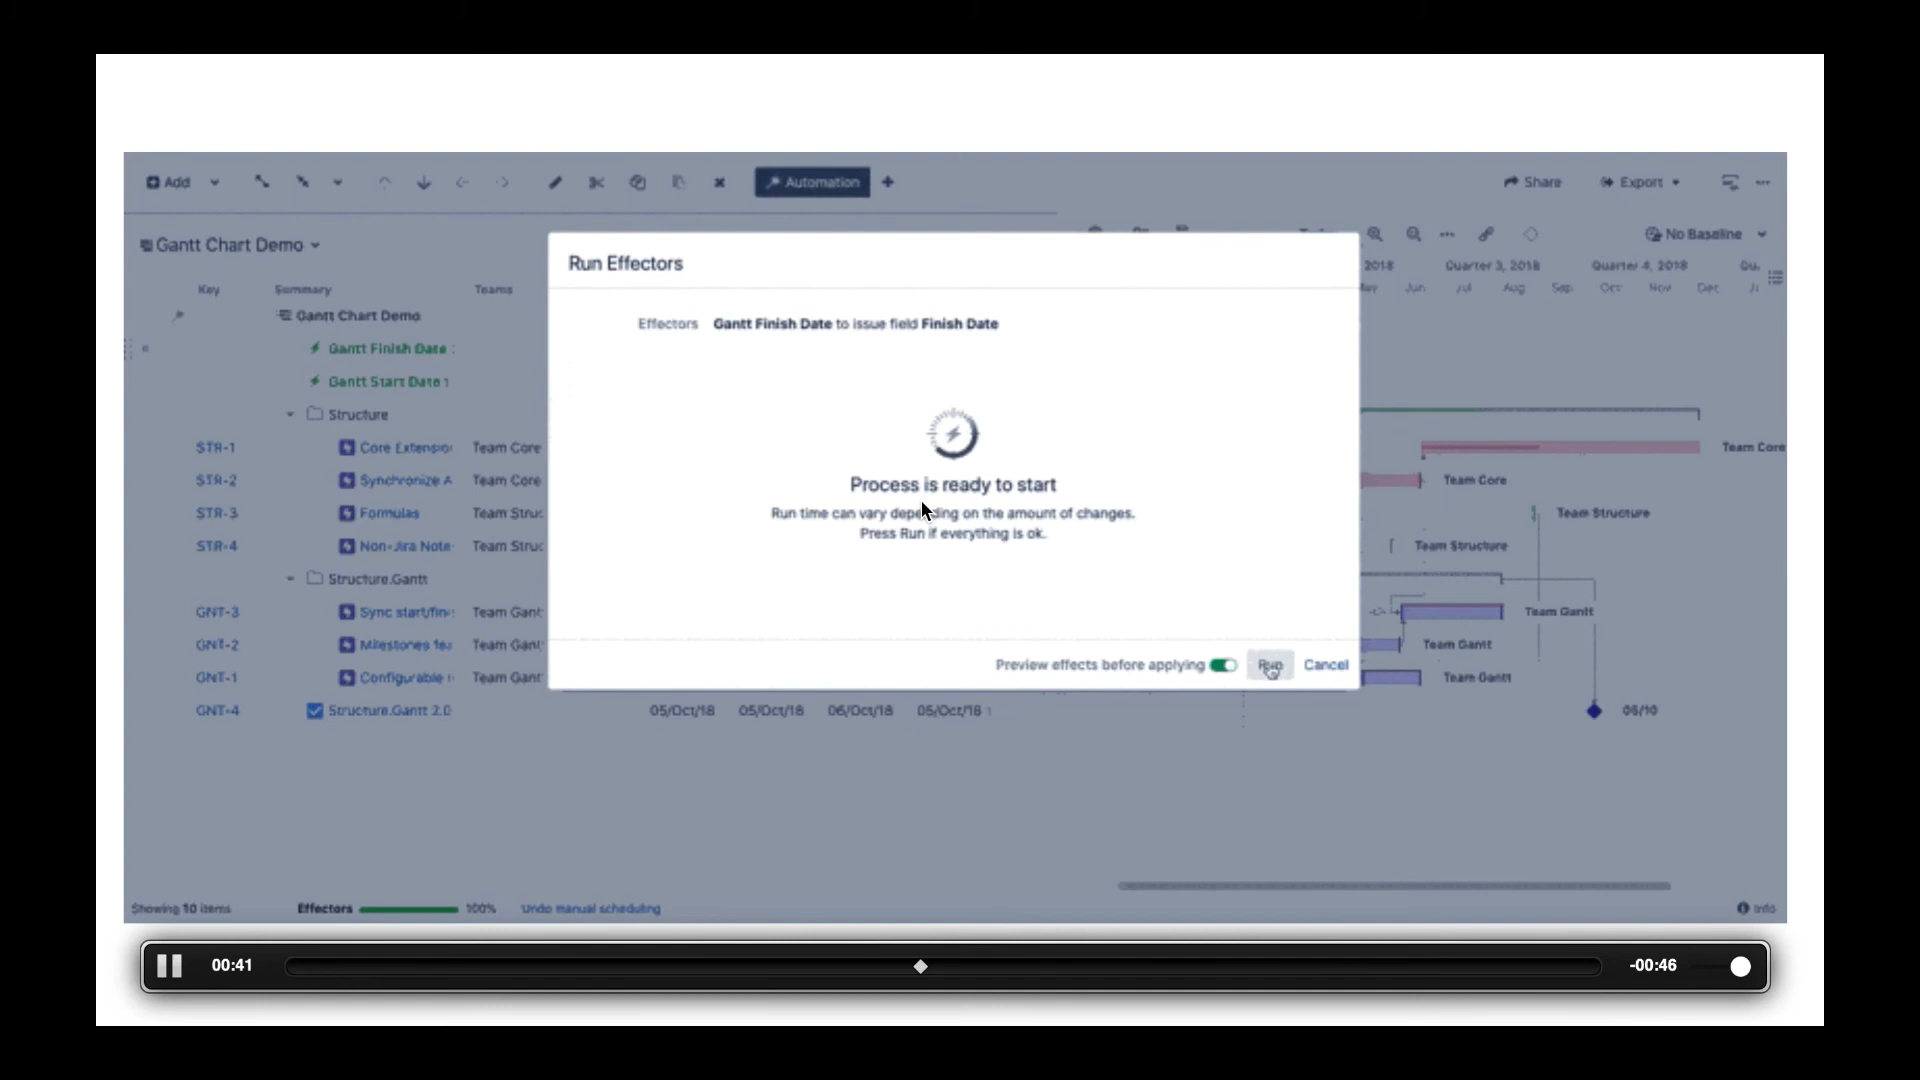 Add
Automation
Share
Export
Gantt Chart Demo
No Baseline
Run Effectors
2018
Quarter 3, 2018
Quarter 4, 2018
Key
Summary
Teams
Jun
Jul
Aug
Sep
Oct
Nov
Dec
Gantt Chart Demo
Effectors Gantt Finish Date to issue field Finish Date
Gantt Finish Date
Gantt Start Date
Structure
STR-1
Team Core
Team Core
STR-2
Synchronize A
Team Core
Team Core
Process is ready to start
STR-3
Formulas
Team Struc
Run time can vary depending on the amount of changes.
Team Structure
Press Run if everything is ok.
STR-4
Non-Jira Note
Team Struc
Team Structure
Structure.Gantt
GNT-3
Sync start/fin
Team Gant
Team Gantt
GNT-2
Milestones fea
Team Gant
Team Gantt
Preview effects before applying
Run
Cancel
GNT-1
Configurable
Team Gant
Team Gantt
GNT-4
Structure.Gantt 2.0
05/Oct/18
05/Oct/18
06/Oct/18
05/Oct/18
Showing 10 items
Effectors
100%
Undo manual scheduling
Info
00:41
-00:46